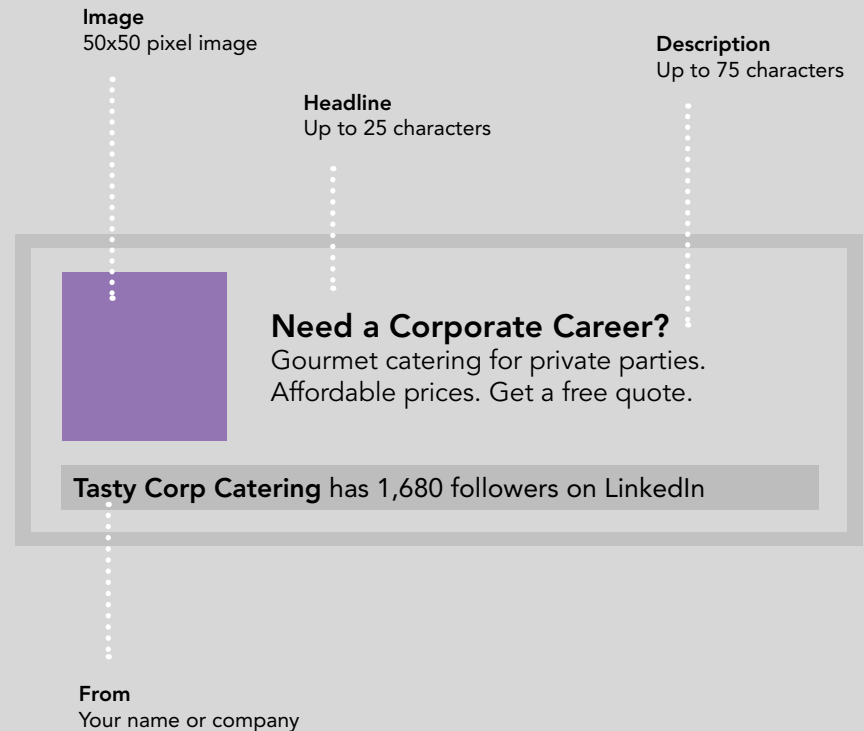 Image
50x50 pixel image
Description
Up to 75 characters
Headline
Up to 25 characters
Need a Corporate Career?
Gourmet catering for private parties.
Affordable prices. Get a free quote.
Tasty Corp Catering has 1,680 followers on LinkedIn
From
Your name or company